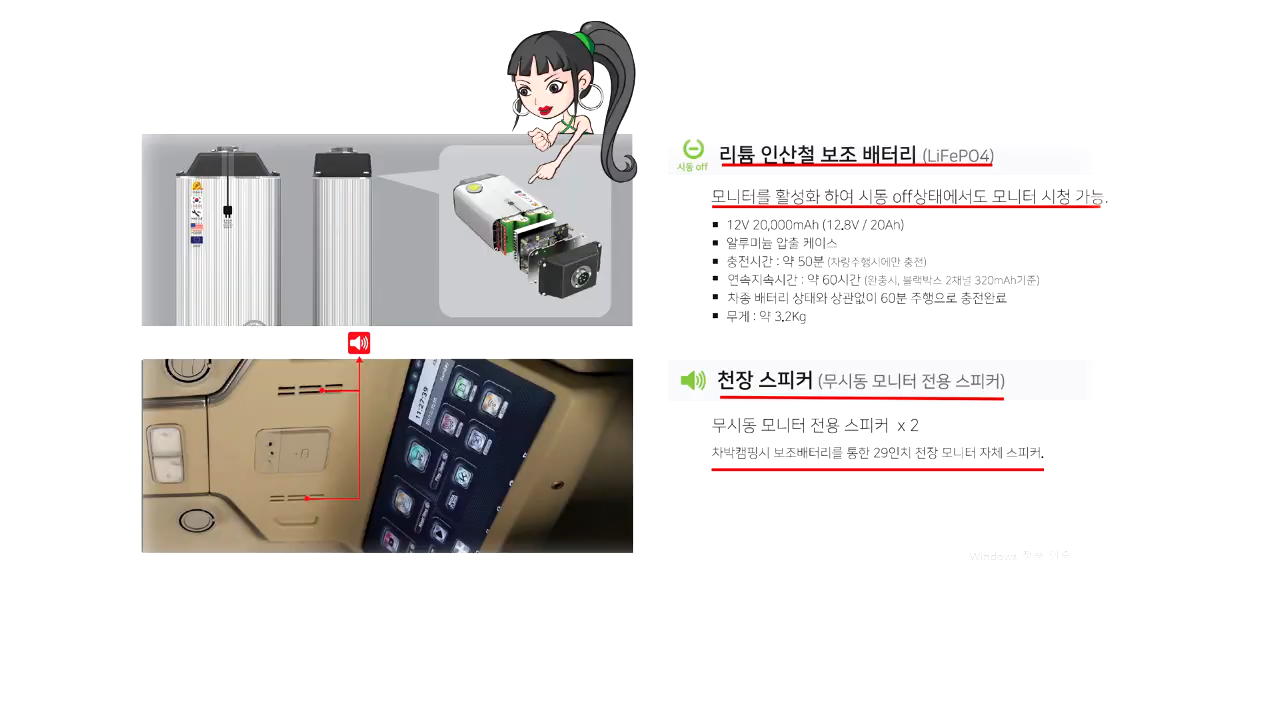 시동 off
리튬 인산철 보조 배터리 (LiFePO4)
모니터를 활성화 하여 시동 off상태에서도 모니터 시청 가능.
■ 12V 20,000mAh (12.8V / 20Ah)
■ 알루미늄 압출 케이스
■ 충전시간 : 약 50분 (차량주행시에만 충전)
■ 연속지속시간 : 약 60시간 (완충시, 블랙박스 2채널 320mAh기준)
■ 차종 배터리 상태와 상관없이 60분 주행으로 충전완료
■ 무게 : 약 3.2Kg
11:27:39
천장 스피커 (무시동 모니터 전용 스피커)
무시동 모니터 전용 스피커 x 2
차박캠핑시 보조배터리를 통한 29인치 천장 모니터 자체 스피커.
Windows 정품 인증